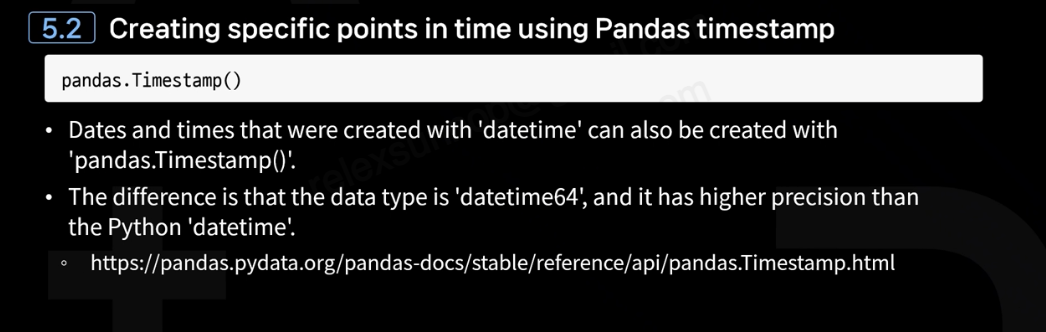 5.2 Creating specific points in time using Pandas timestamp
pandas.Timestamp()
• Dates and times that were created with 'datetime' can also be created with
'pandas.Timestamp()'.
• The difference is that the data type is 'datetime64', and it has higher precision than
the Python 'datetime'.
◦ https://pandas.pydata.org/pandas-docs/stable/reference/api/pandas.Timestamp.html